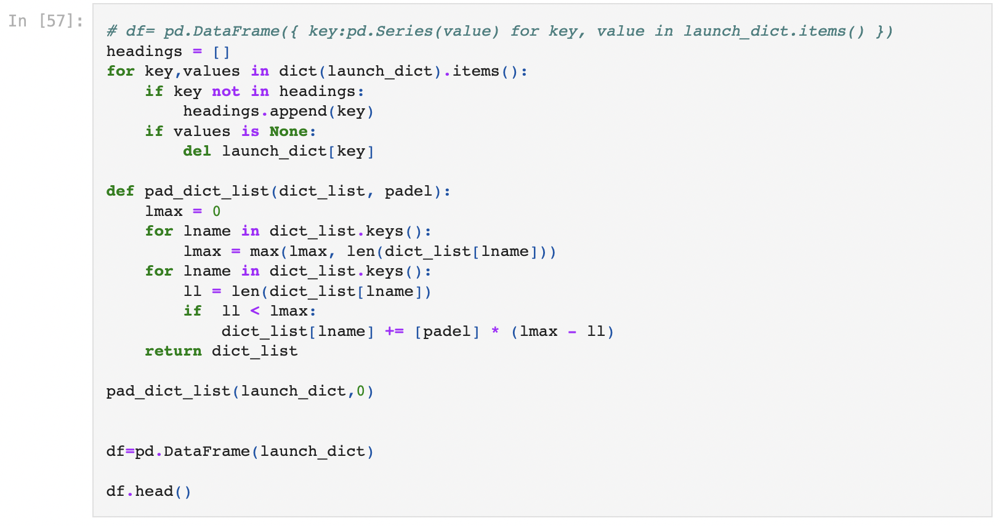 In [57]:
# df= pd.DataFrame({ key:pd.Series(value) for key, value in launch_dict.items() })
headings = []
for key,values in dict(launch_dict).items():
    if key not in headings:
        headings.append(key)
    if values is None:
        del launch_dict[key]

def pad_dict_list(dict_list, padel):
    lmax = 0
    for lname in dict_list.keys():
        lmax = max(lmax, len(dict_list[lname]))
    for lname in dict_list.keys():
        ll = len(dict_list[lname])
        if  ll < lmax:
            dict_list[lname] += [padel] * (lmax - ll)
    return dict_list

pad_dict_list(launch_dict,0)


df=pd.DataFrame(launch_dict)

df.head()